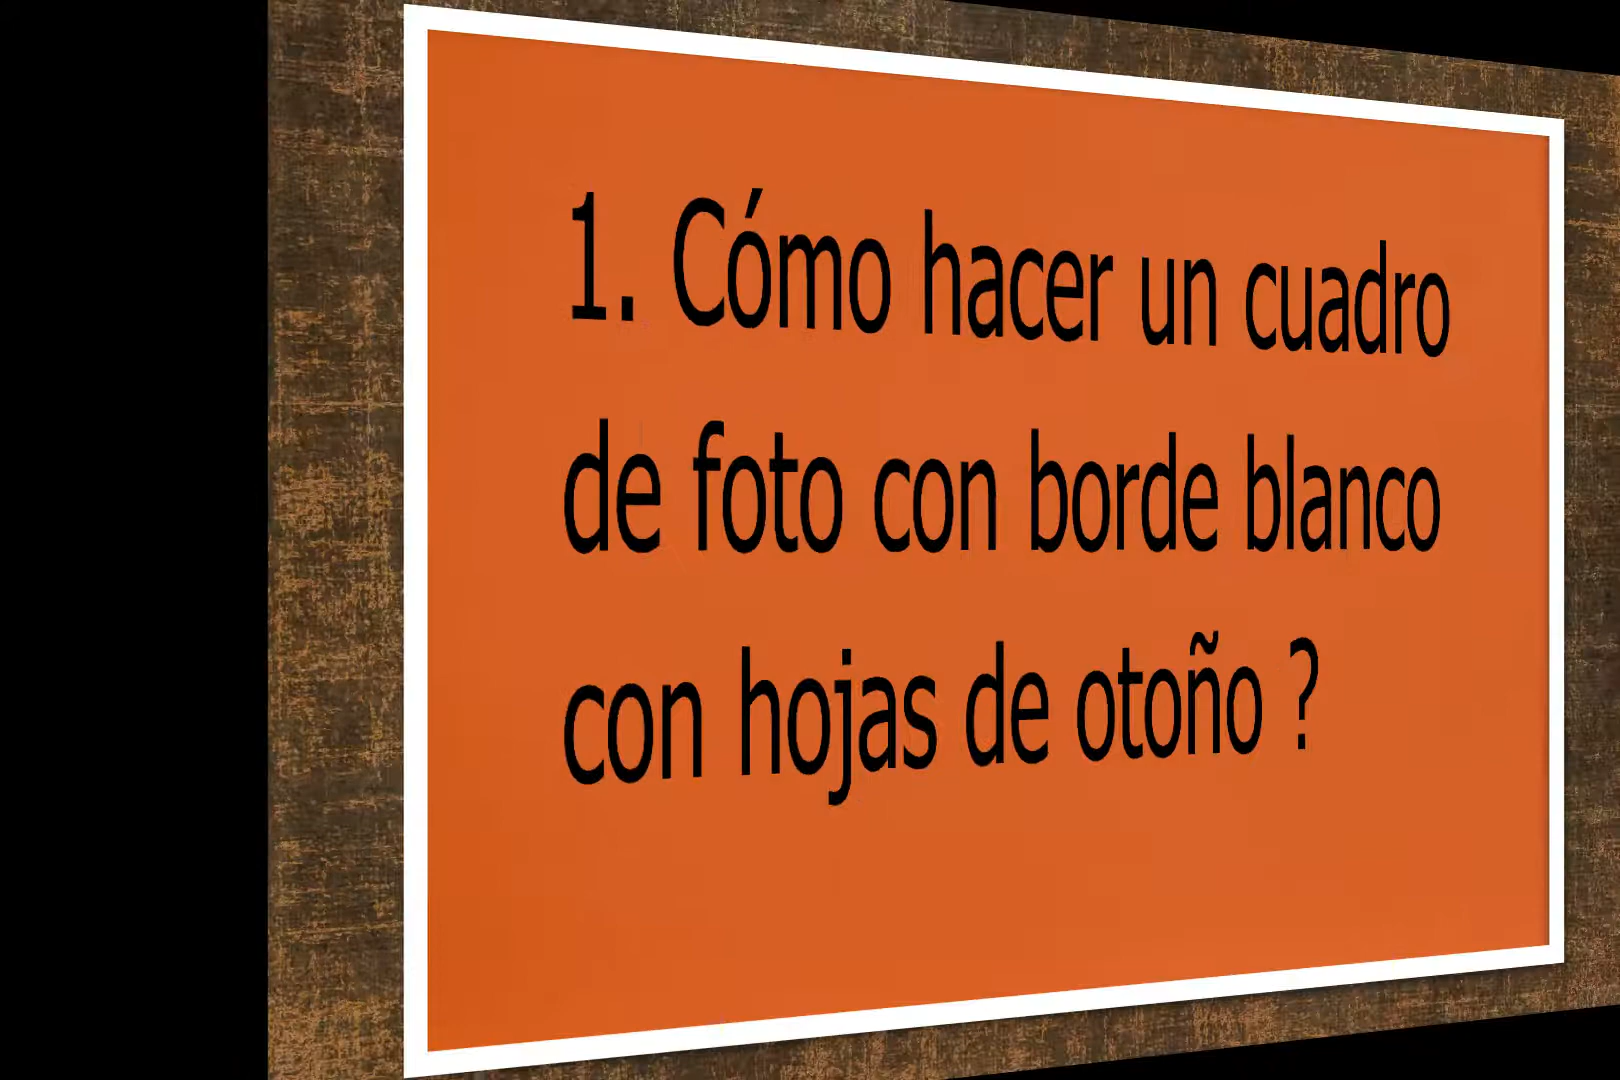 1. Cómo hacer un cuadro
de foto con borde blanco
con hojas de otoño ?